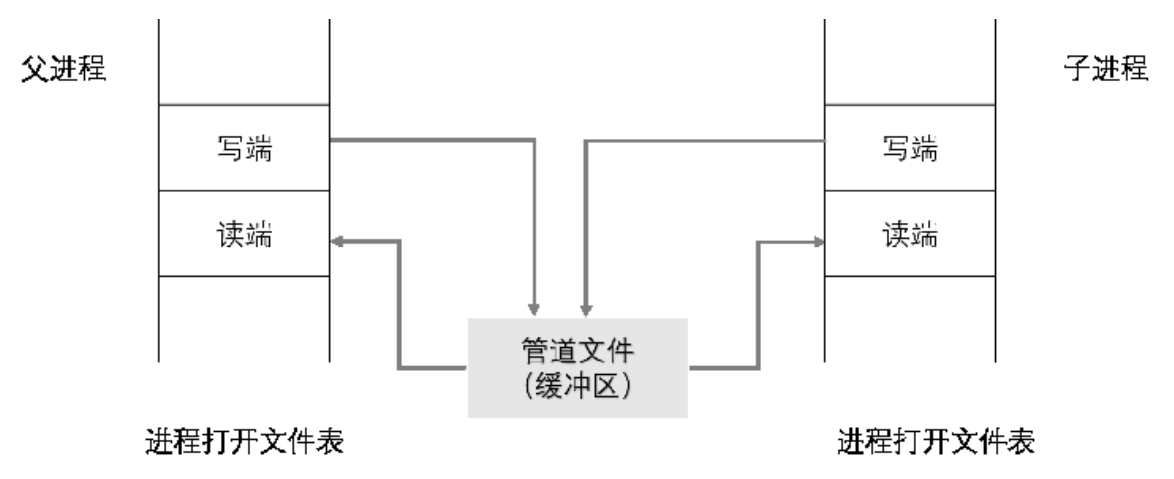 父进程
子进程
写端
写端
读端
读端
管道文件
(缓冲区)
进程打开文件表
进程打开文件表